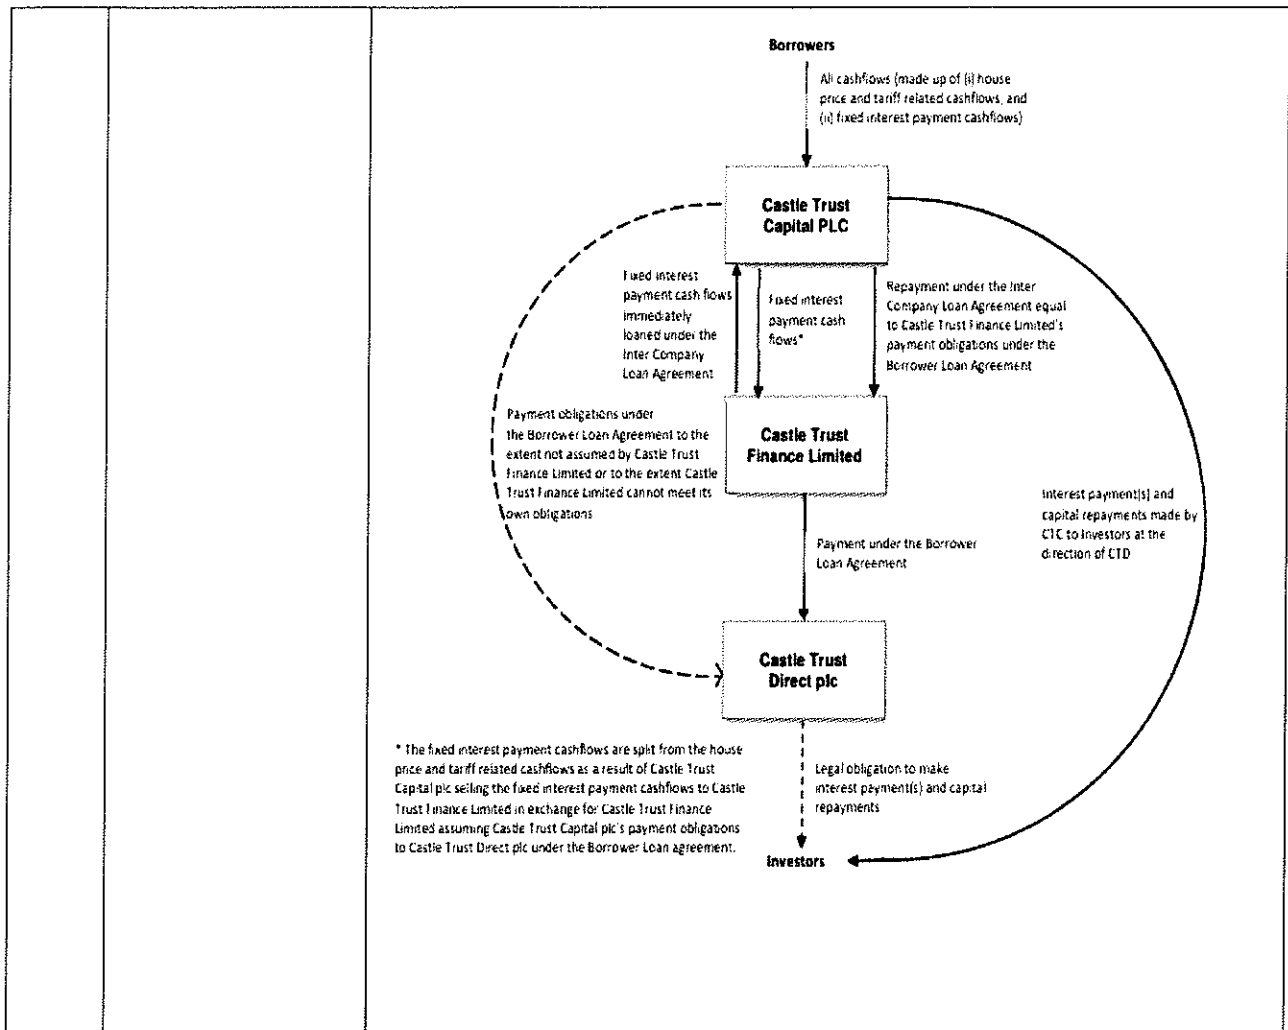 Borrowers
All cashflows (made up of (i) house
price and tariff related cashflows, and
(ii) fixed interest payment cashflows)
Castle Trust
Capital PLC
Fixed interest
payment cash flows
immediately
loaned under the
Inter Company
Loan Agreement
Fixed interest
payment cash
flows*
Repayment under the Inter
Company Loan Agreement equal
to Castle Trust Finance Limited's
payment obligations under the
Borrower Loan Agreement
Payment obligations under
the Borrower Loan Agreement to the
extent not assumed by Castle Trust
Finance Limited or to the extent Castle
Trust Finance Limited cannot meet its
own obligations
Castle Trust
Finance Limited
Interest payment(s) and
capital repayments made by
CTC to Investors at the
direction of CTD
Payment under the Borrower
Loan Agreement
Castle Trust
Direct plc
* The fixed interest payment cashflows are split from the house
price and tariff related cashflows as a result of Castle Trust
Capital plc selling the fixed interest payment cashflows to Castle
Trust Finance Limited in exchange for Castle Trust Finance
Limited assuming Castle Trust Capital plc's payment obligations
to Castle Trust Direct plc under the Borrower Loan agreement.
Legal obligation to make
interest payment(s) and capital
repayments
Investors